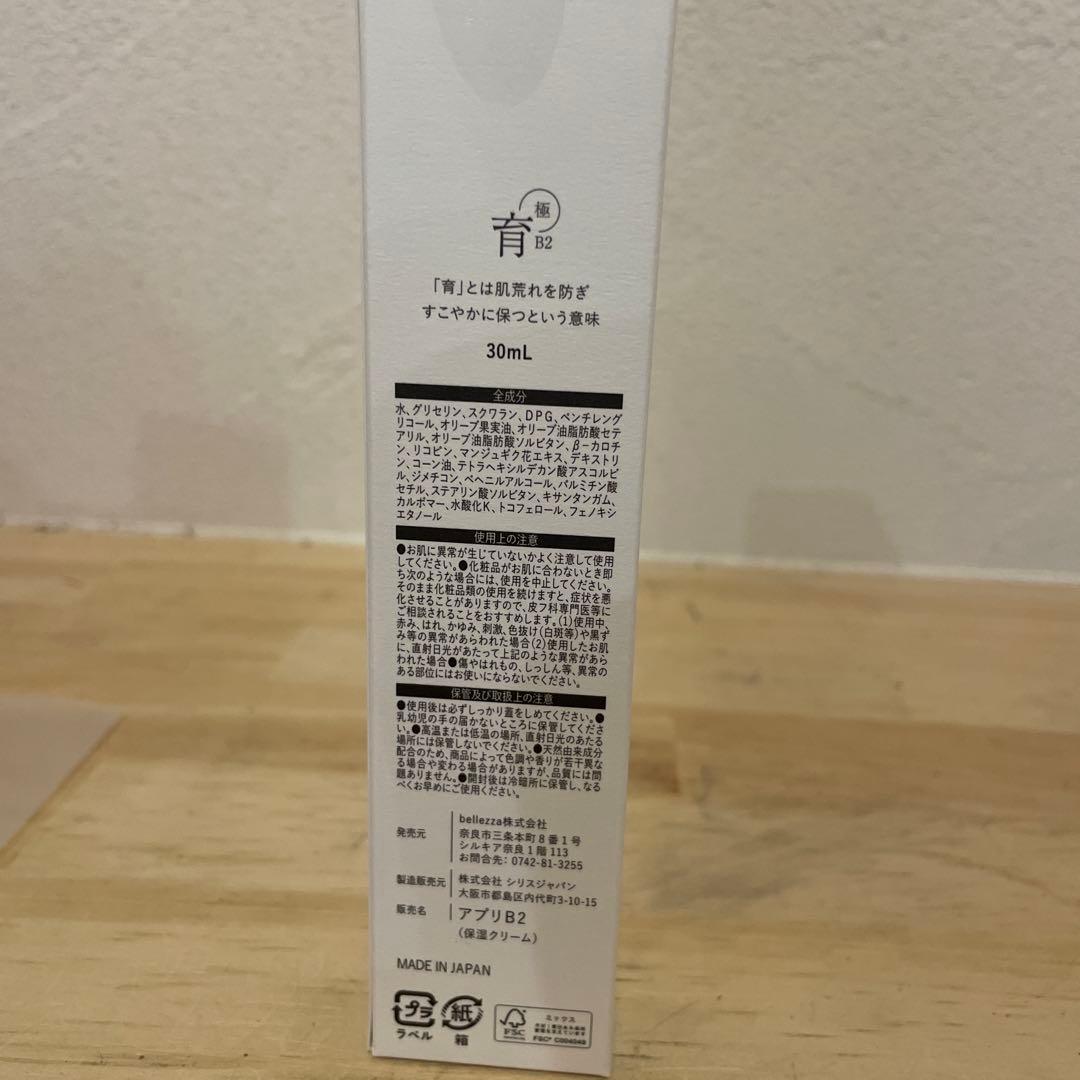 育 極 B2
「育」とは肌荒れを防ぎ
すこやかに保つという意味
30mL
全成分
水、グリセリン、スクワラン、DPG、ペンチレング
リコール、オリーブ果実油、オリーブ油脂肪酸セテ
アリル、オリーブ油脂肪酸ソルビタン、β-カロチ
ン、リコピン、マンジュギク花エキス、デキストリ
ン、コーン油、テトラヘキシルデカン酸アスコルビ
ル、ジメチコン、ベヘニルアルコール、パルミチン酸
セチル、ステアリン酸ソルビタン、キサンタンガム、
カルボマー、水酸化K、トコフェロール、フェノキシ
エタノール
使用上の注意
●お肌に異常が生じていないかよく注意して使用
してください。●化粧品がお肌に合わないとき即
ち次のような場合には、使用を中止してください。
そのまま化粧品類の使用を続けますと、症状を悪
化させることがありますので、皮フ科専門医等に
ご相談されることをおすすめします。(1)使用中、
赤み、はれ、かゆみ、刺激、色抜け(白斑等)や黒ず
み等の異常があらわれた場合(2)使用したお肌
に、直射日光があたって上記のような異常があら
われた場合●傷やはれもの、しっしん等、異常の
ある部位にはお使いにならないでください。
保管及び取扱上の注意
●使用後は必ずしっかり蓋をしめてください。●
乳幼児の手の届かないところに保管してくださ
い。●高温または低温の場所、直射日光のあたる
場所には保管しないでください。●天然由来成分
配合のため、商品によって色調や香りが若干異な
る場合や変わる場合がありますが、品質には問
題ありません。●開封後は冷暗所に保管し、なる
べくお早めにご使用ください。
発売元
bellezza株式会社
奈良市三条本町8番1号
シルキア奈良1階113
お問合先：0742-81-3255
製造販売元
株式会社 シリスジャパン
大阪市都島区内代町3-10-15
販売名
アプリB2
(保湿クリーム)
MADE IN JAPAN
プラ
ラベル
紙
箱
FSC
ミックス
FSC® C004049